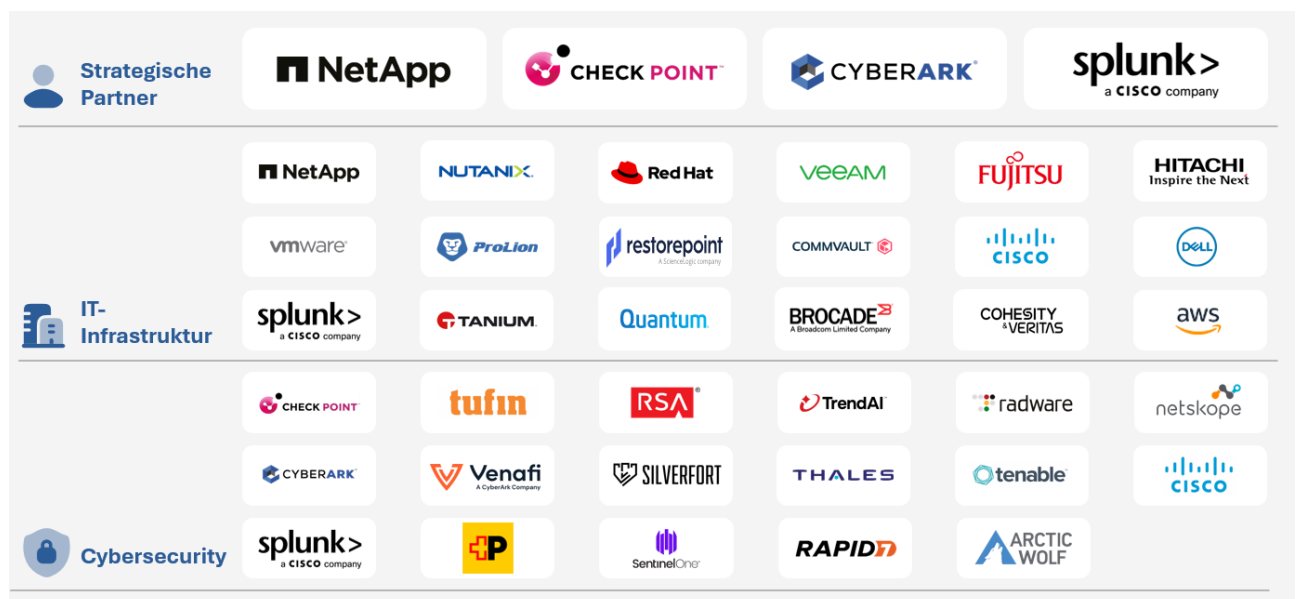 Strategische
Partner
NetApp
CHECK POINT
CYBERARK®
splunk>
a CISCO company
NetApp
NUTANIX
Red Hat
veeAM
FUJITSU
HITACHI
Inspire the Next
vmware®
PROLION
restorepoint
A ScienceLogic company
COMMVAULT
CISCO
DELL
IT-
Infrastruktur
splunk>
a CISCO company
TANIUM
Quantum
BROCADE
A Broadcom Limited Company
COHESITY
&VERITAS
aws
CHECK POINT
tufin
RSA®
TrendAI
radware
netskope
CYBERARK
Venafi
A CyberArk Company
SILVERFORT
THALES
tenable
CISCO
Cybersecurity
splunk>
a CISCO company
P
SentinelOne
RAPID7
ARCTIC
WOLF